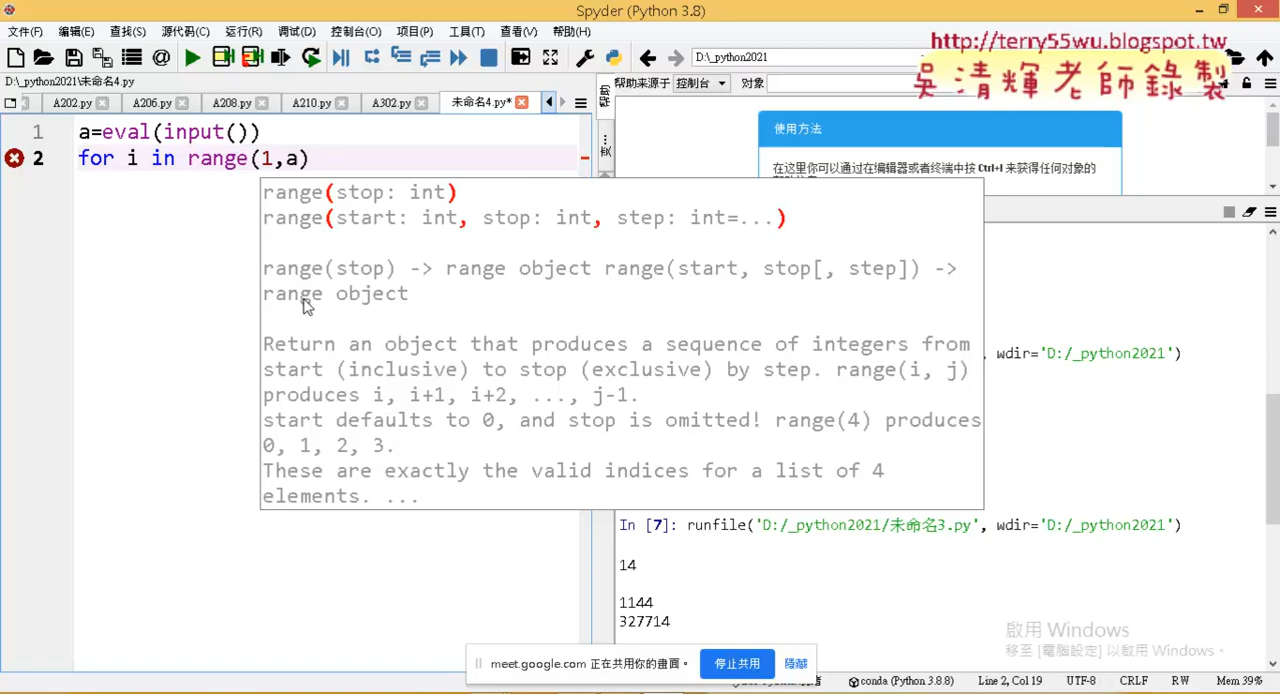 Spyder (Python 3.8)
文件(F) 编辑(E) 查找(S) 源代码(C) 运行(R) 调试(D) 控制台(O) 项目(P) 工具(T) 查看(V) 帮助(H)
D:\_python2021
http://terry55wu.blogspot.tw
吳清輝老師錄製
D:\_python2021\未命名4.py
A202.py A206.py A208.py A210.py A302.py 未命名4.py*
帮助来源于 控制台 对象
1 a=eval(input())
2 for i in range(1,a)
使用方法
在这里你可以通过在编辑器或者终端中按 Ctrl+I 来获得任何对象的
range(stop: int)
range(start: int, stop: int, step: int=...)
range(stop) -> range object range(start, stop[, step]) ->
range object
Return an object that produces a sequence of integers from
start (inclusive) to stop (exclusive) by step. range(i, j)
produces i, i+1, i+2, ..., j-1.
start defaults to 0, and stop is omitted! range(4) produces
0, 1, 2, 3.
These are exactly the valid indices for a list of 4
elements. ...
, wdir='D:/_python2021')
In [7]: runfile('D:/_python2021/未命名3.py', wdir='D:/_python2021')
14
1144
327714
啟用 Windows
移至 [電腦設定] 以啟用 Windows。
meet.google.com 正在共用你的畫面。 停止共用 隱藏
conda (Python 3.8.8) Line 2, Col 19 UTF-8 CRLF RW Mem 39%